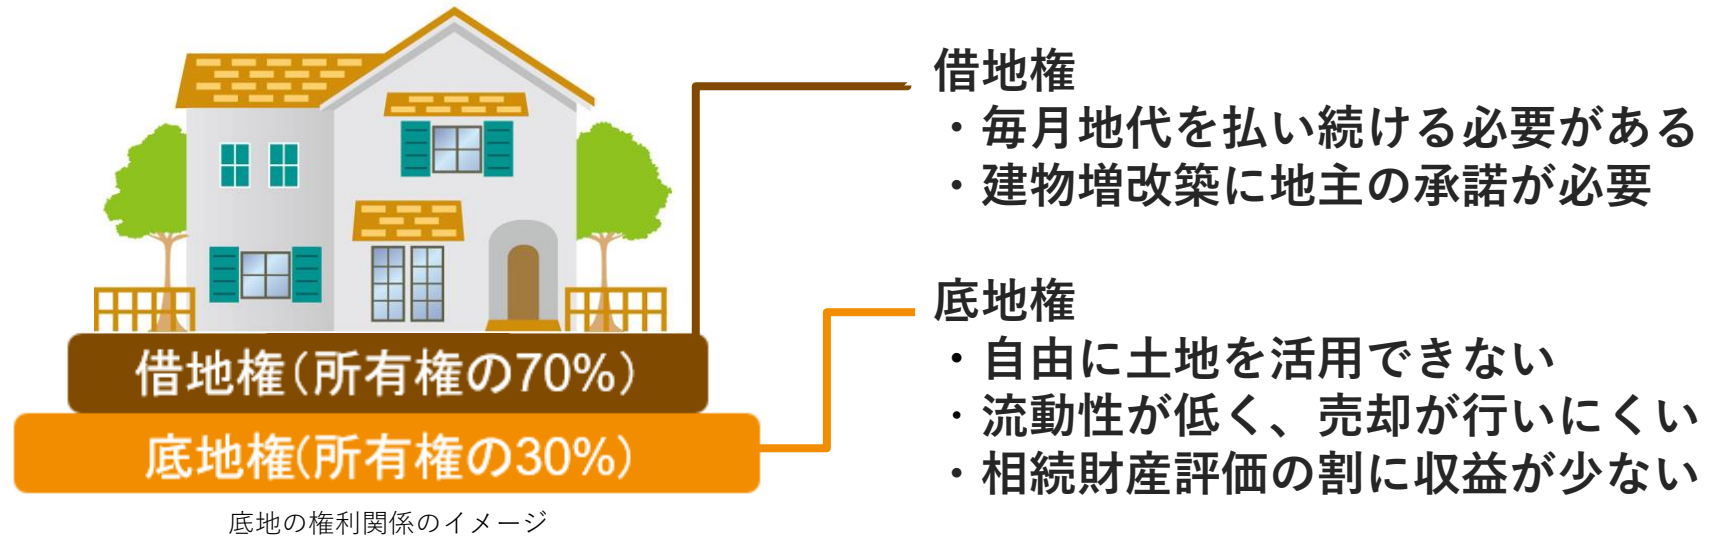 借地権
・毎月地代を払い続ける必要がある
・建物増改築に地主の承諾が必要
底地権
・自由に土地を活用できない
・流動性が低く、売却が行いにくい
・相続財産評価の割に収益が少ない
借地権(所有権の70%)
底地権(所有権の30%)
底地の権利関係のイメージ